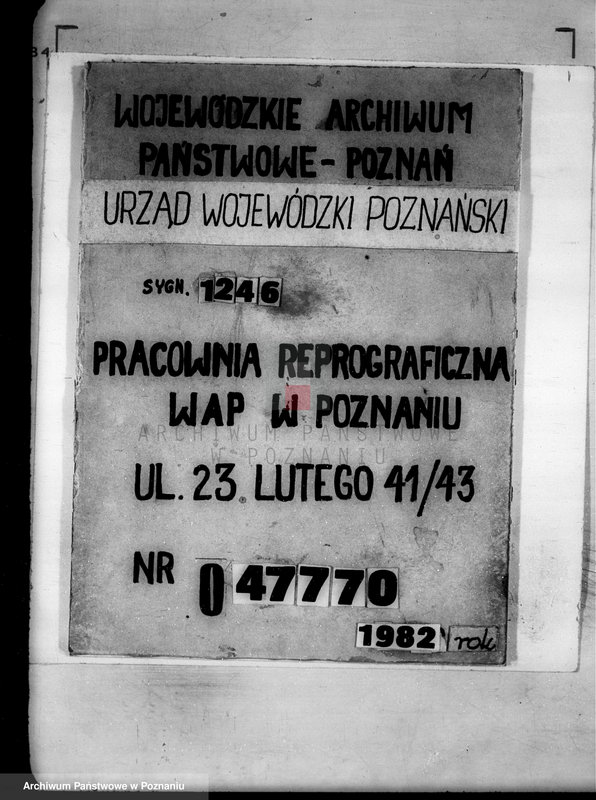 84
WOJEWÓDZKIE ARCHIWUM
PAŃSTWOWE - POZNAŃ
URZĄD WOJEWÓDZKI POZNAŃSKI
SYGN. 1246
PRACOWNIA REPROGRAFICZNA
WAP W POZNANIU
ARCHIWUM PAŃSTWOWE
W POZNANIU
UL. 23 LUTEGO 41/43
NR 047770
1982 rok
Archiwum Państwowe w Poznaniu